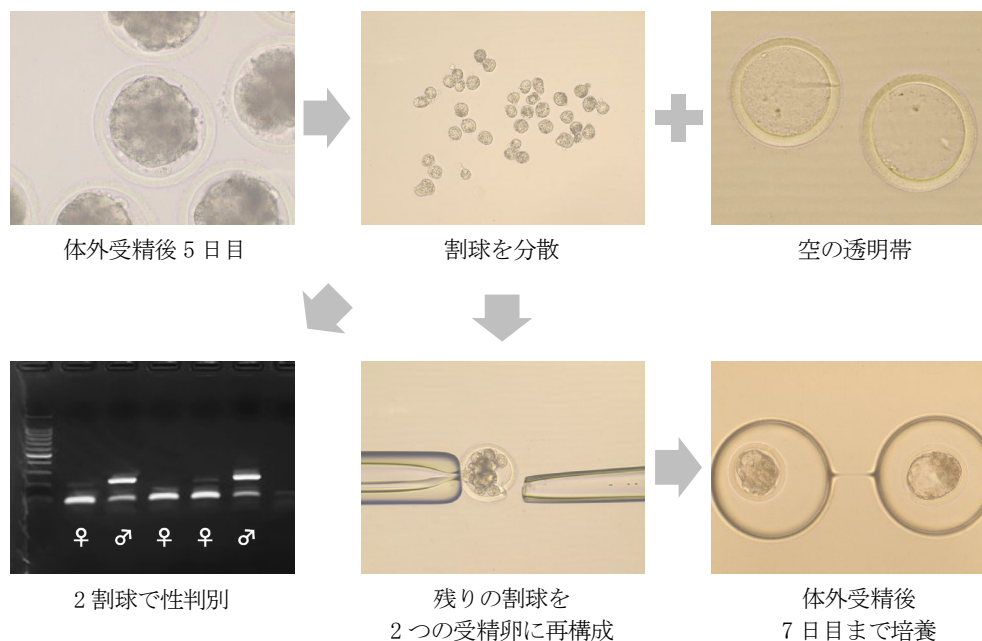 体外受精後 5 日目
割球を分散
空の透明帯
♀ ♂ ♀ ♀ ♂
2 割球で性判別
残りの割球を
2 つの受精卵に再構成
体外受精後
7 日目まで培養